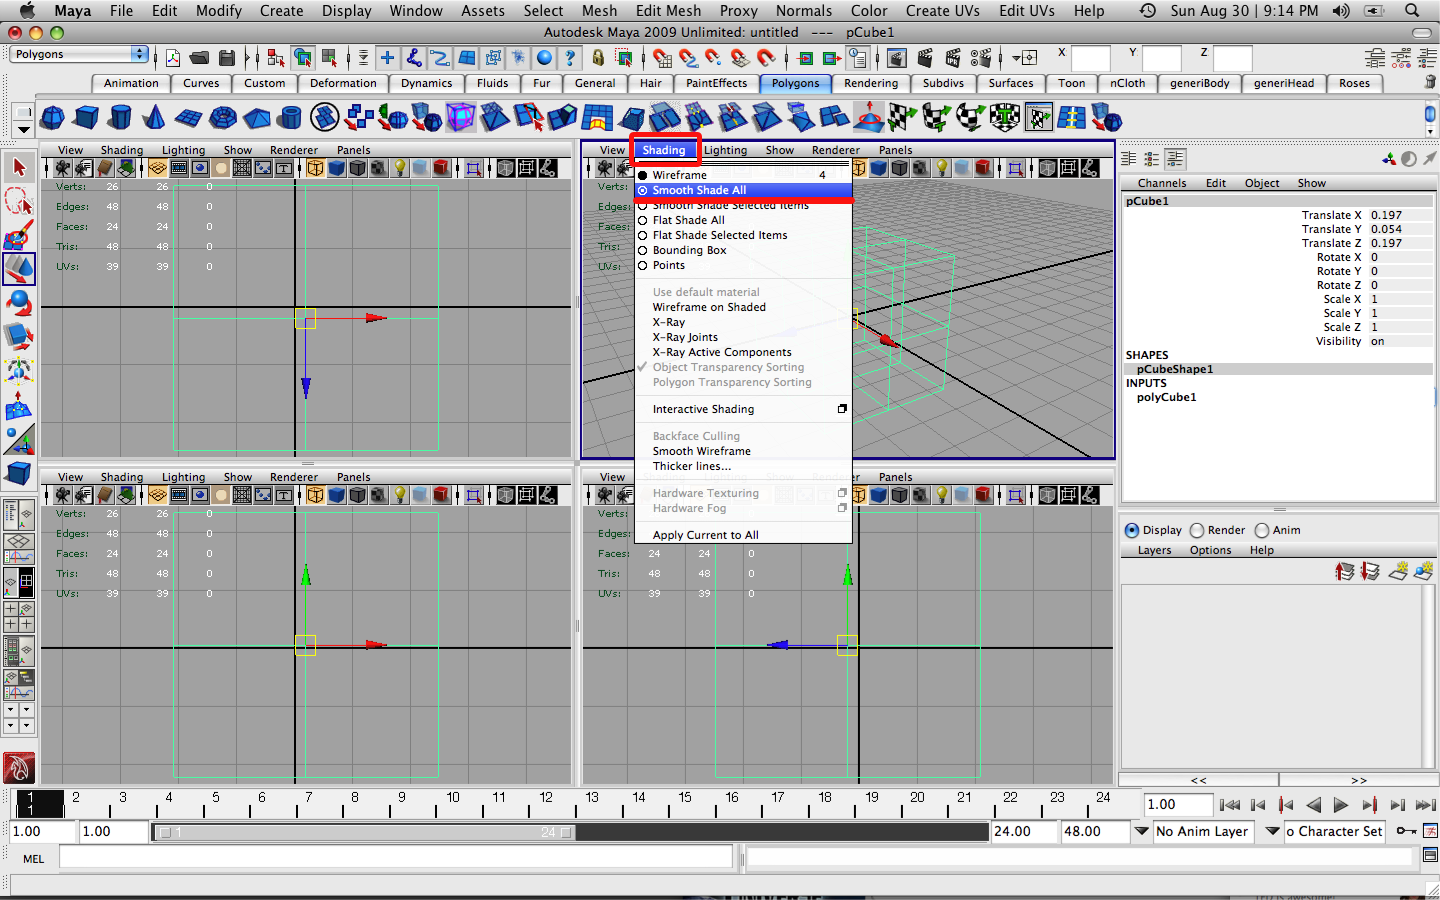 Maya File Edit Modify Create Display Window Assets Select Mesh Edit Mesh Proxy Normals Color Create UVs Edit UVs Help Sun Aug 30 | 9:14 PM
Autodesk Maya 2009 Unlimited: untitled --- pCube1
Polygons X Y Z
Animation Curves Custom Deformation Dynamics Fluids Fur General Hair PaintEffects Polygons Rendering Subdivs Surfaces Toon nCloth generiBody generiHead Roses
View Shading Lighting Show Renderer Panels
Verts: 26 26 0
Edges: 48 48 0
Faces: 24 24 0
Tris: 48 48 0
UVs: 39 39 0
View Shading Lighting Show Renderer Panels
Verts:
Edges:
Faces:
Tris:
UVs:
Wireframe 4
Smooth Shade All
Smooth Shade Selected Items
Flat Shade All
Flat Shade Selected Items
Bounding Box
Points
Use default material
Wireframe on Shaded
X-Ray
X-Ray Joints
X-Ray Active Components
Object Transparency Sorting
Polygon Transparency Sorting
Interactive Shading
Backface Culling
Smooth Wireframe
Thicker lines...
Hardware Texturing
Hardware Fog
Apply Current to All
Channels Edit Object Show
pCube1
Translate X 0.197
Translate Y 0.054
Translate Z 0.197
Rotate X 0
Rotate Y 0
Rotate Z 0
Scale X 1
Scale Y 1
Scale Z 1
Visibility on
SHAPES
pCubeShape1
INPUTS
polyCube1
View Shading Lighting Show Renderer Panels
Verts: 26 26 0
Edges: 48 48 0
Faces: 24 24 0
Tris: 48 48 0
UVs: 39 39 0
View Panels
Verts:
Edges:
Faces: 24 24 0
Tris: 48 48 0
UVs: 39 39 0
Display Render Anim
Layers Options Help
<< >>
1 2 3 4 5 6 7 8 9 10 11 12 13 14 15 16 17 18 19 20 21 22 23 24 1.00
1
1.00 1.00 1 24 24.00 48.00 No Anim Layer o Character Set
MEL